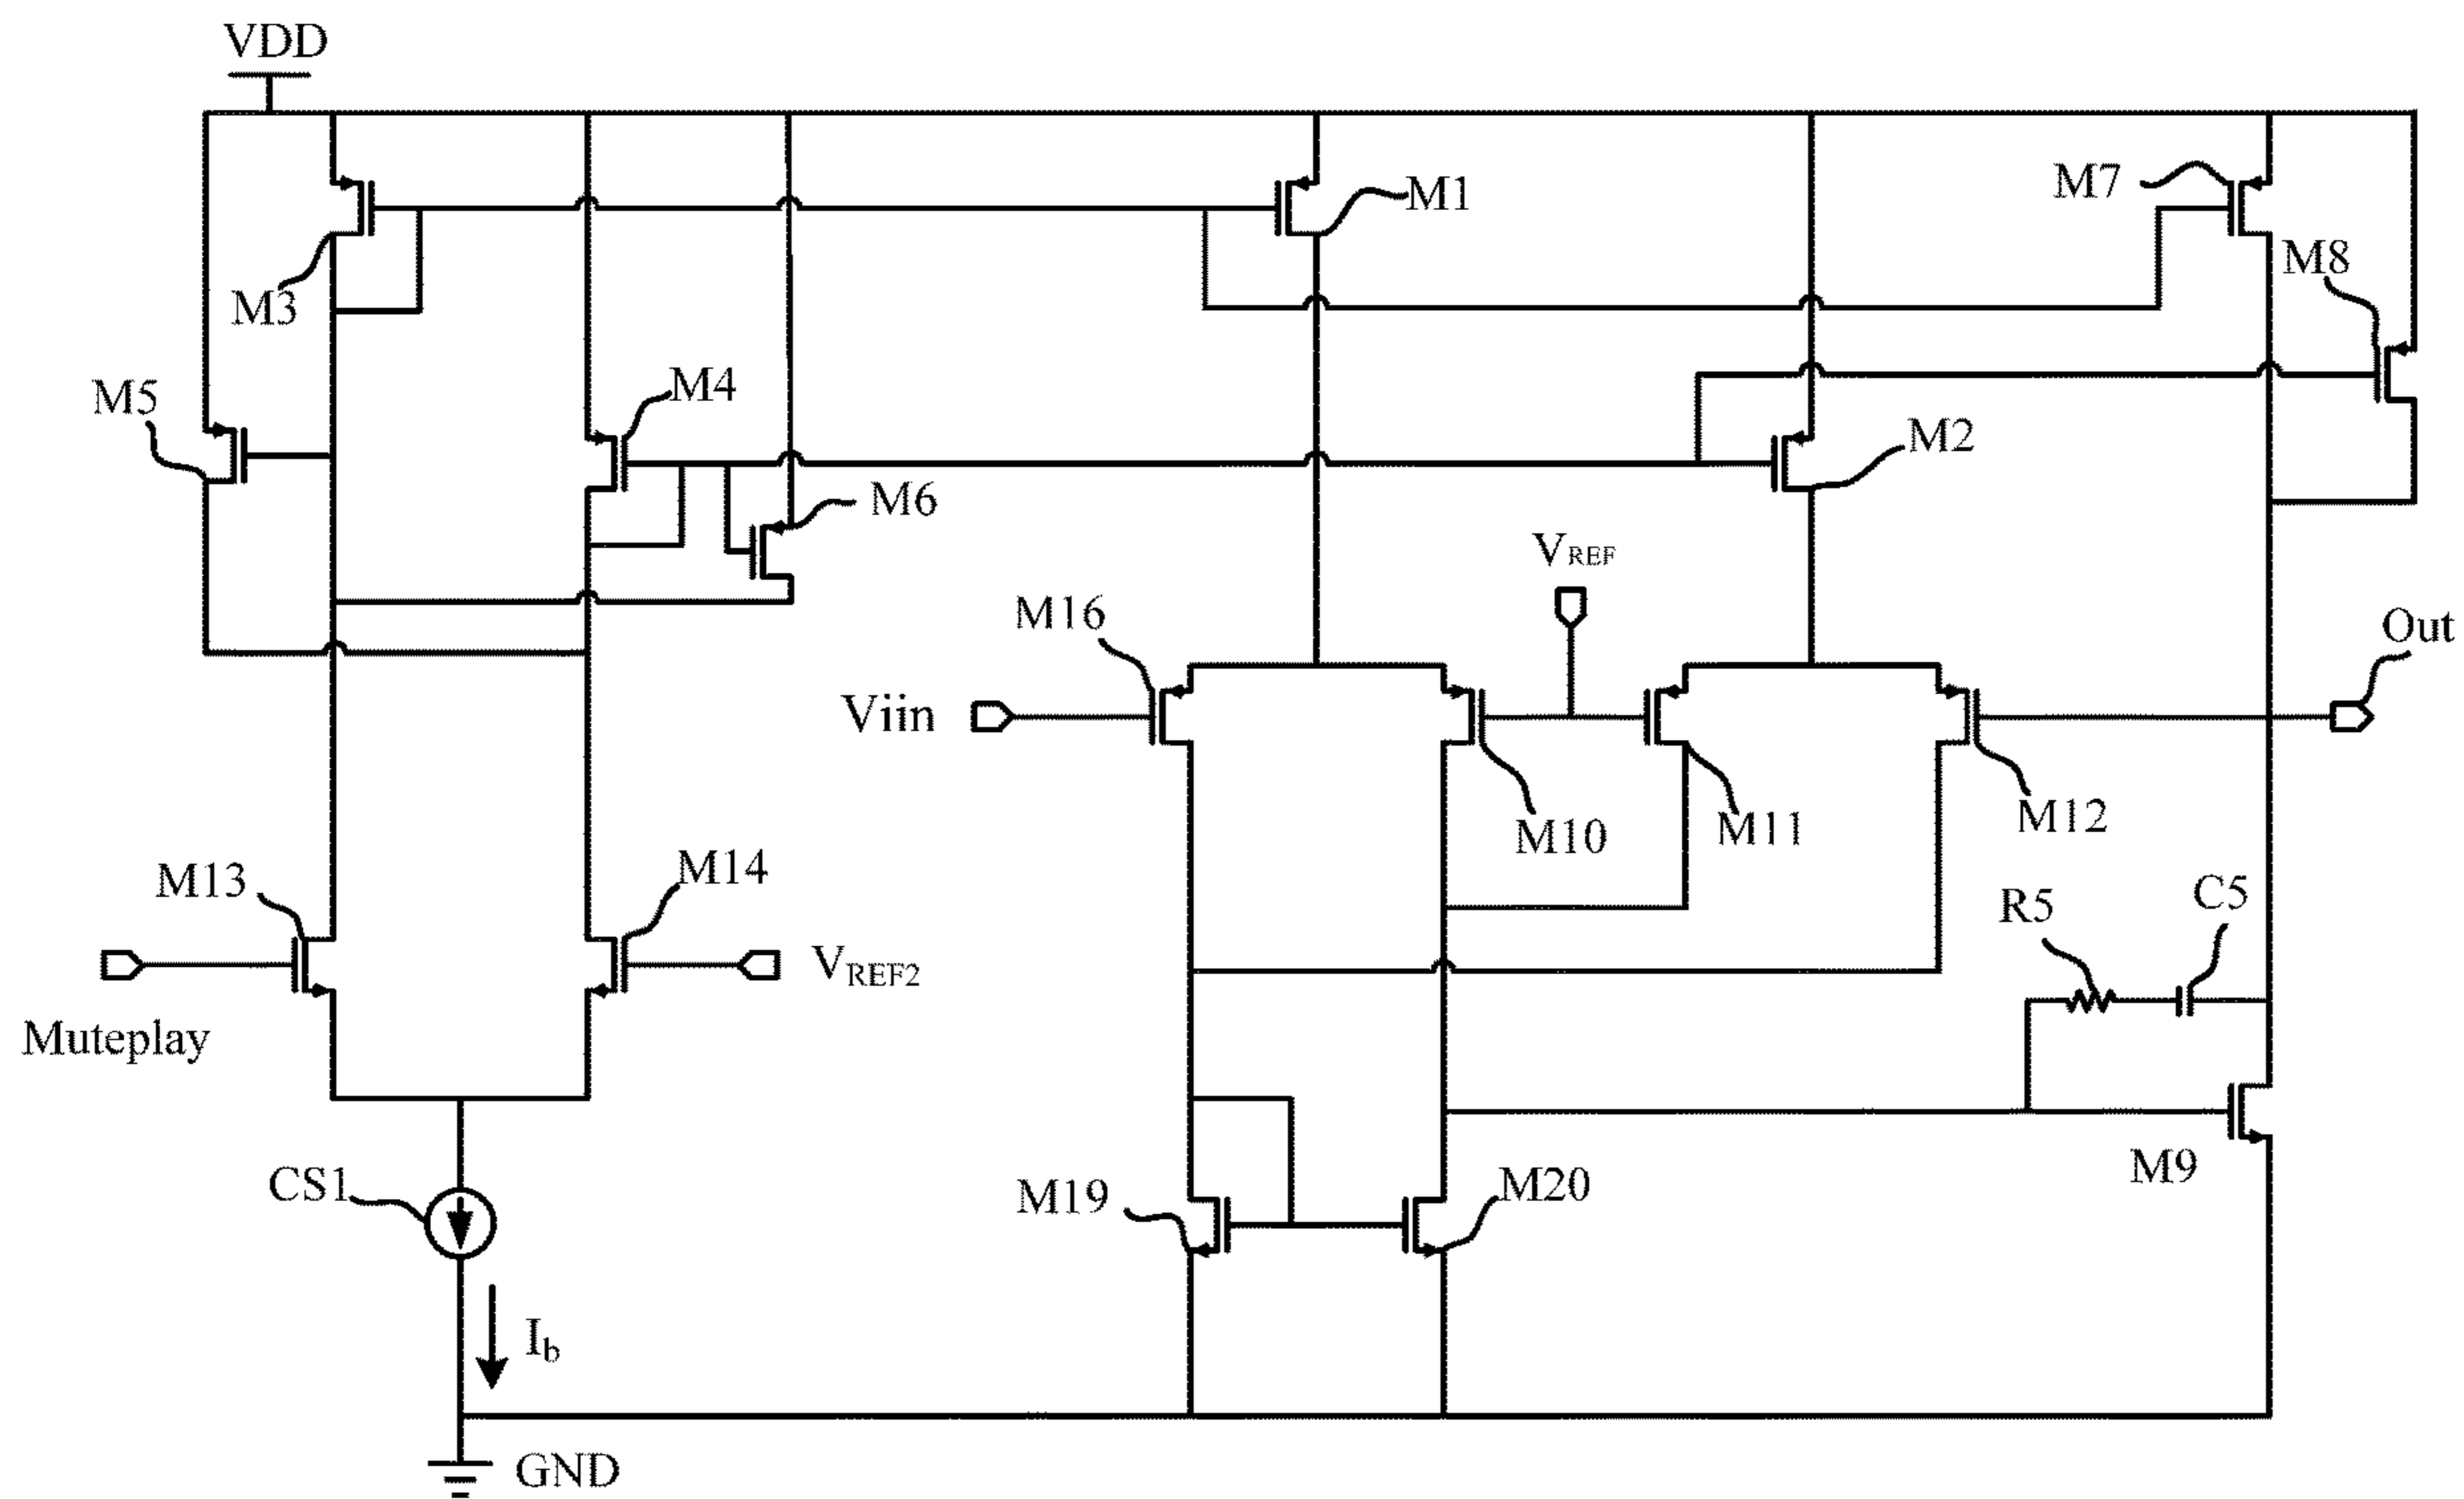 VDD
M7
M1
M8
M3
M5
M4
M2
M6
VREF
M16
Out
Viin
M10
M11
M12
M13
M14
R5
C5
VREF2
Muteplay
M9
CS1
M19
M20
Ib
GND